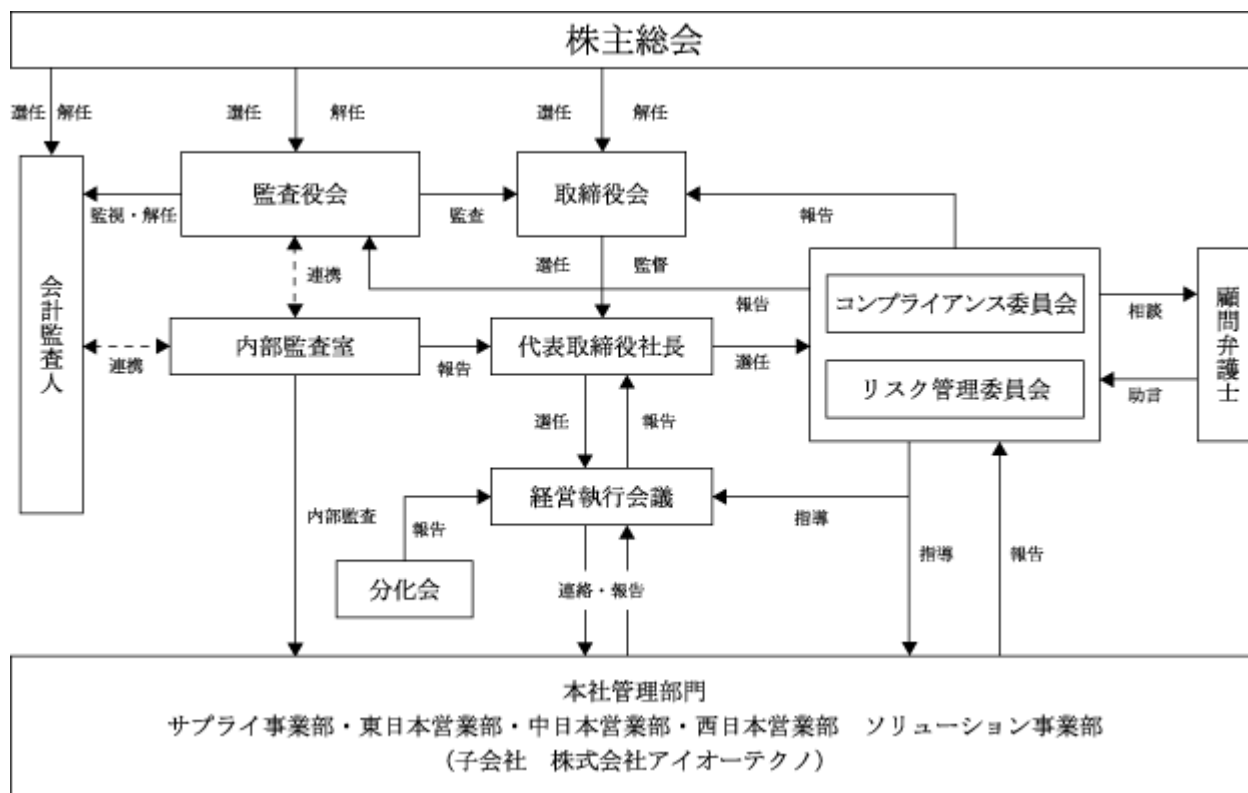 株主総会
選任 解任
選任 解任
選任 解任
監査役会
取締役会
監視・解任
監査
報告
会計監査人
連携
選任 監督
報告
コンプライアンス委員会
リスク管理委員会
相談
助言
顧問弁護士
連携
内部監査室
報告
代表取締役社長
選任
選任
報告
経営執行会議
内部監査
報告
指導
指導
報告
分化会
連絡・報告
本社管理部門
サプライ事業部・東日本営業部・中日本営業部・西日本営業部 ソリューション事業部
（子会社 株式会社アイオーテクノ）